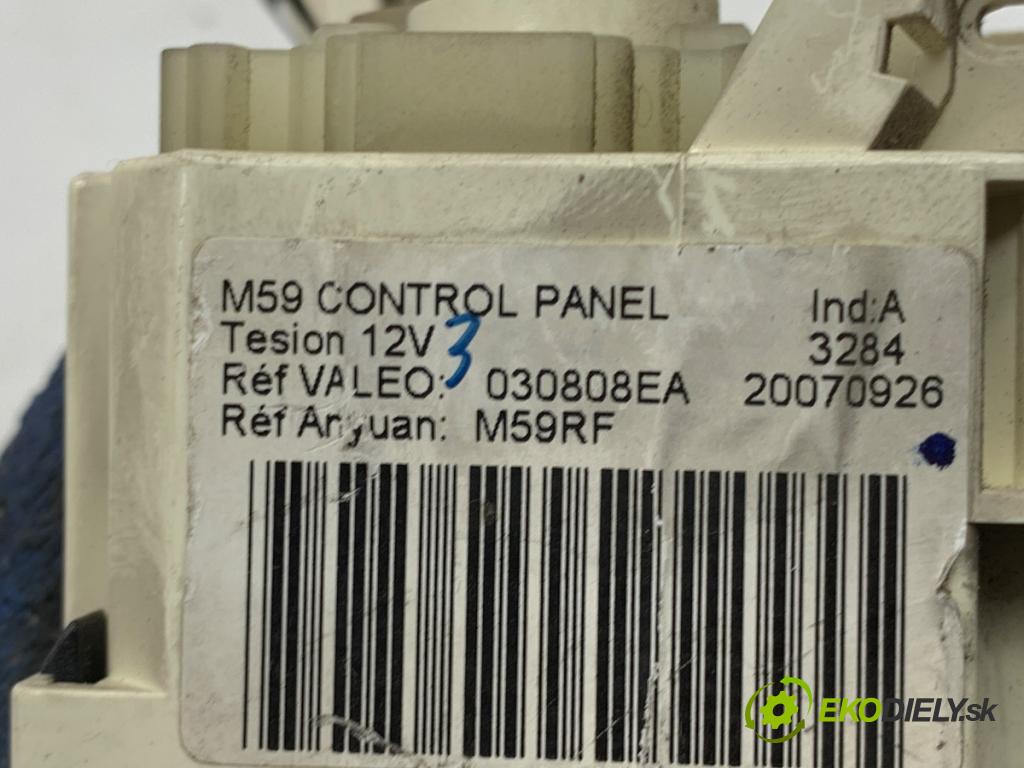 M59 CONTROL PANEL Ind:A
Tesion 12V 3 3284
Réf VALEO: 030808EA 20070926
Réf Anyuan: M59RF
EKODIELY.sk